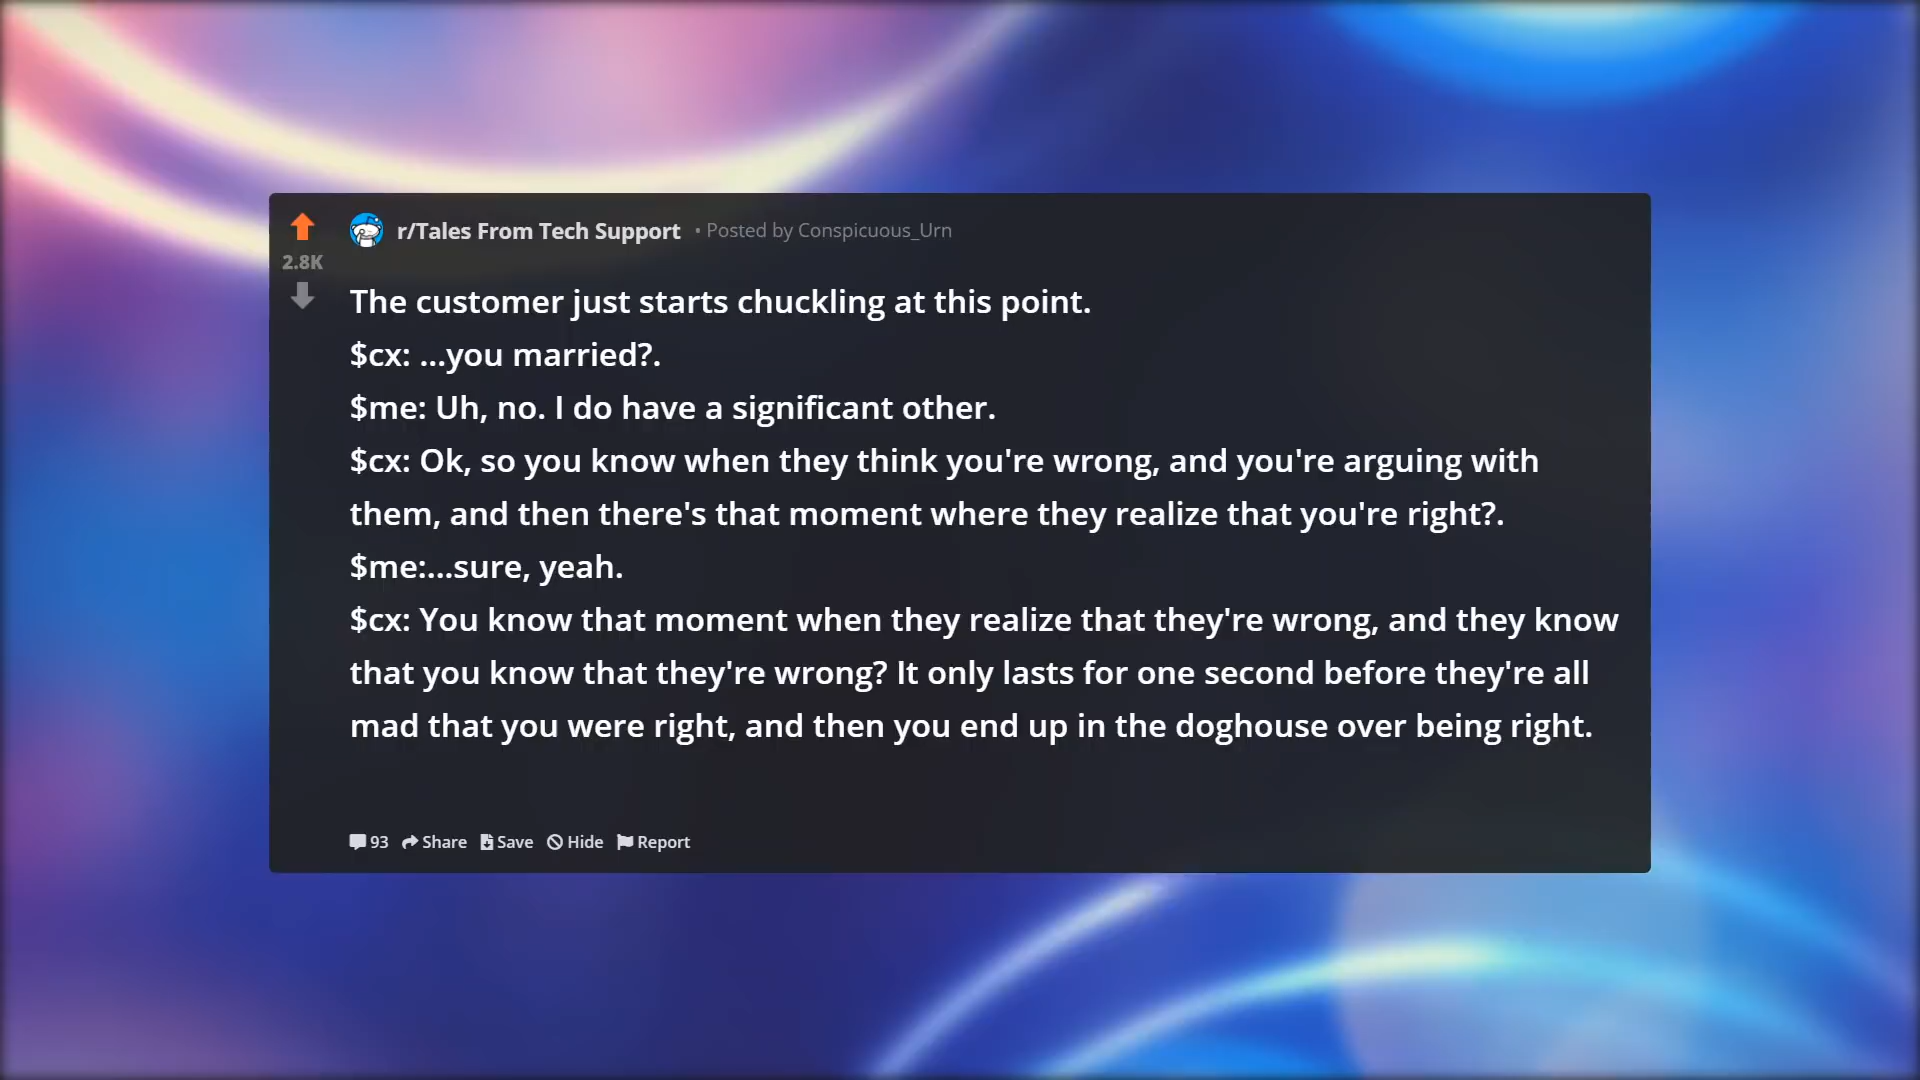 r/Tales From Tech Support • Posted by Conspicuous_Urn
2.8K
The customer just starts chuckling at this point.
$cx: ...you married?.
$me: Uh, no. I do have a significant other.
$cx: Ok, so you know when they think you're wrong, and you're arguing with
them, and then there's that moment where they realize that you're right?.
$me:...sure, yeah.
$cx: You know that moment when they realize that they're wrong, and they know
that you know that they're wrong? It only lasts for one second before they're all
mad that you were right, and then you end up in the doghouse over being right.
93 Share Save Hide Report